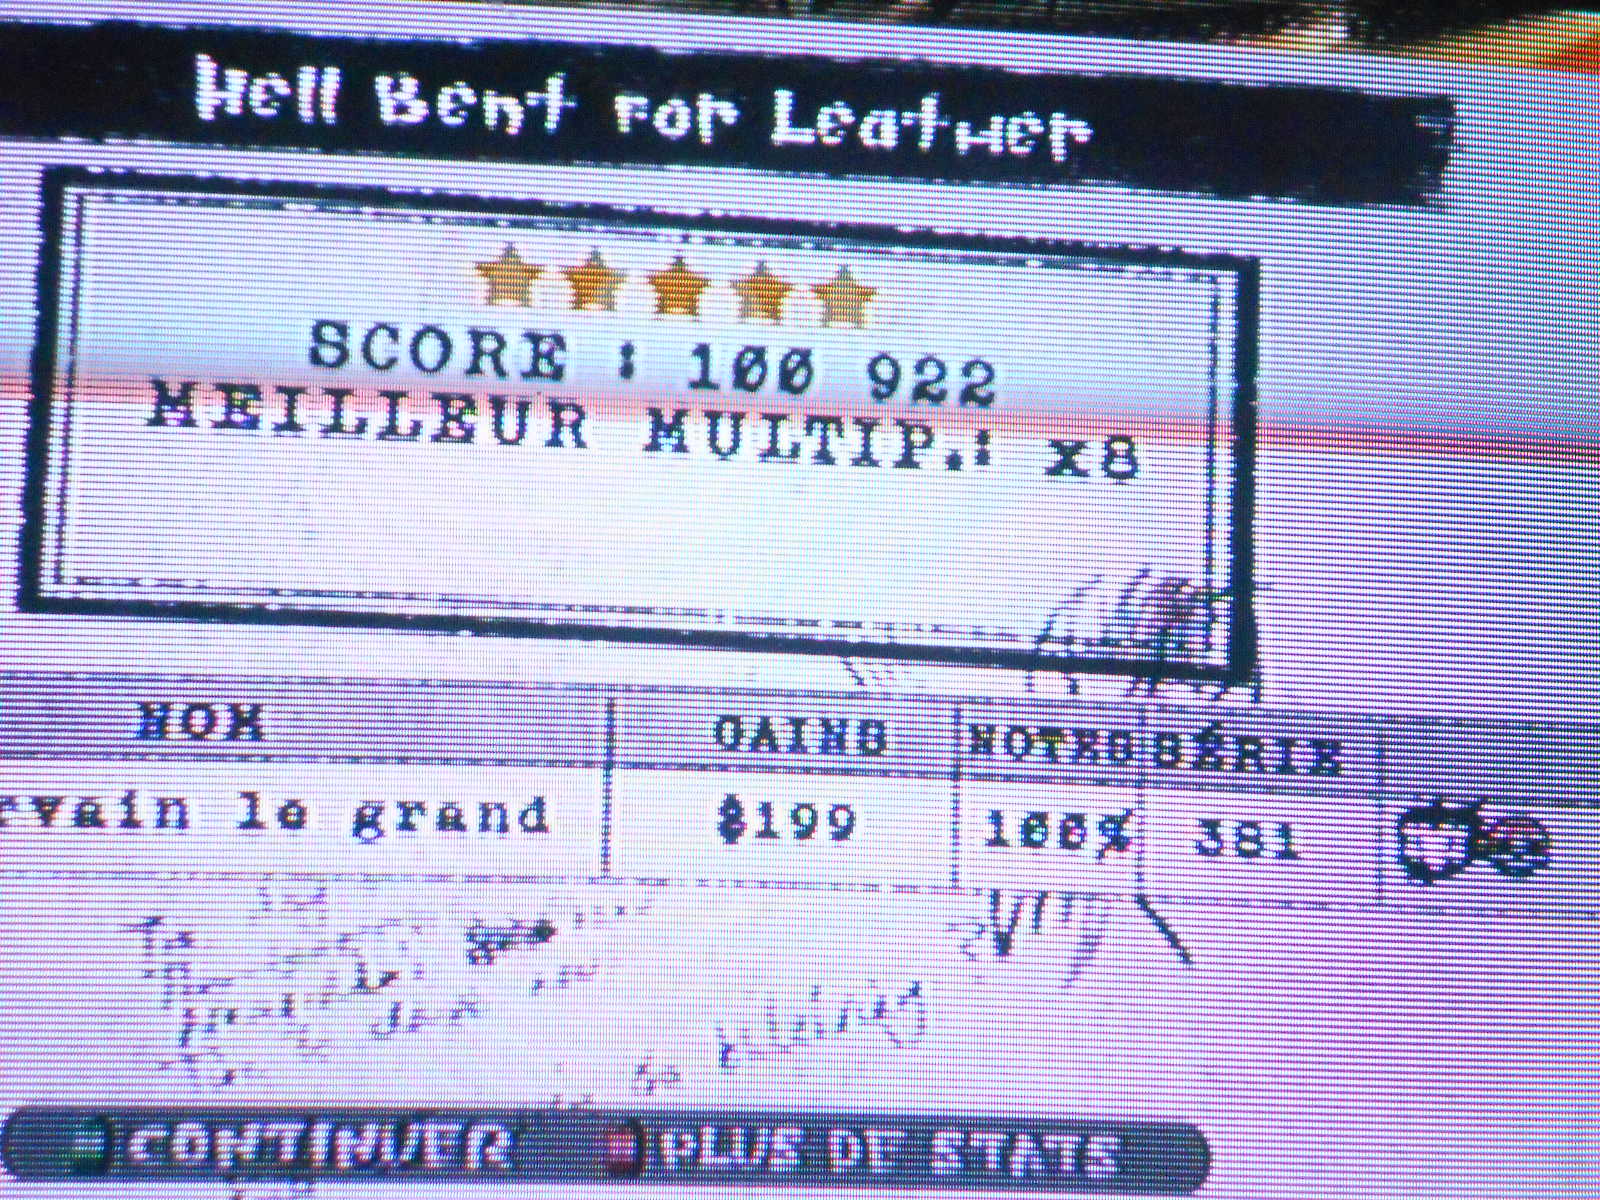 Hell Bent for Leather
SCORE : 100 922
MEILLEUR MULTIP.: x8
NOM GAINS NOTES SÉRIE
rvain le grand $199 100% 381
CONTINUER PLUS DE STATS